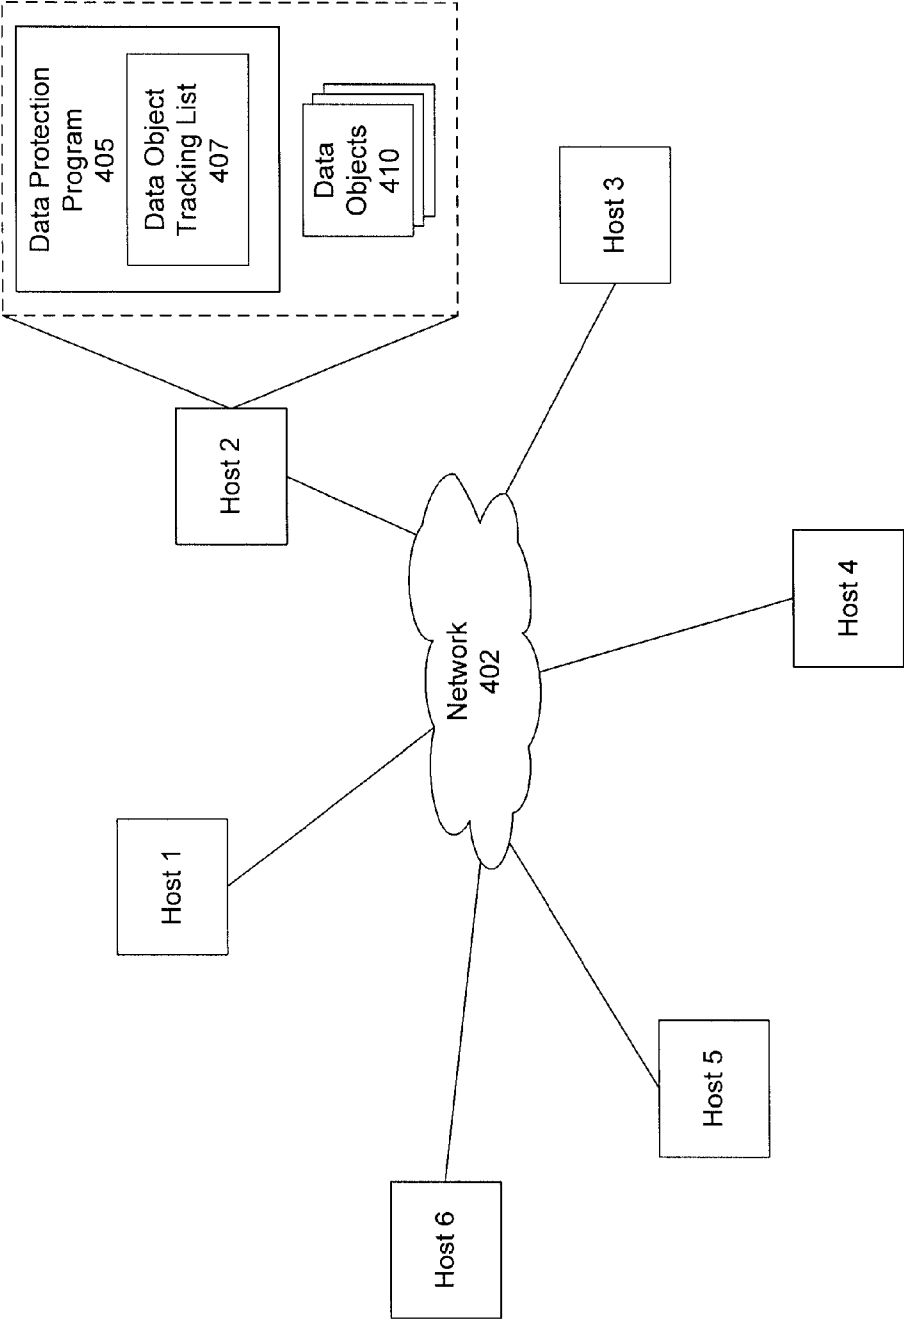 Data Protection
Program
405
Data Object
Tracking List
407
Data
Objects
410
Host 1
Host 2
Host 3
Network
402
Host 6
Host 5
Host 4